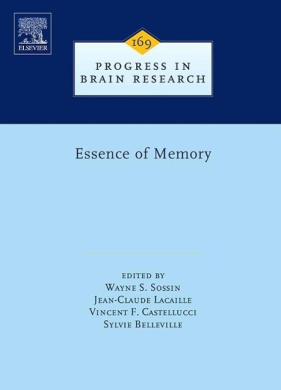 169
ELSEVIER
PROGRESS IN
BRAIN RESEARCH
Essence of Memory
EDITED BY
WAYNE S. SOSSIN
JEAN-CLAUDE LACAILLE
VINCENT F. CASTELLUCCI
SYLVIE BELLEVILLE